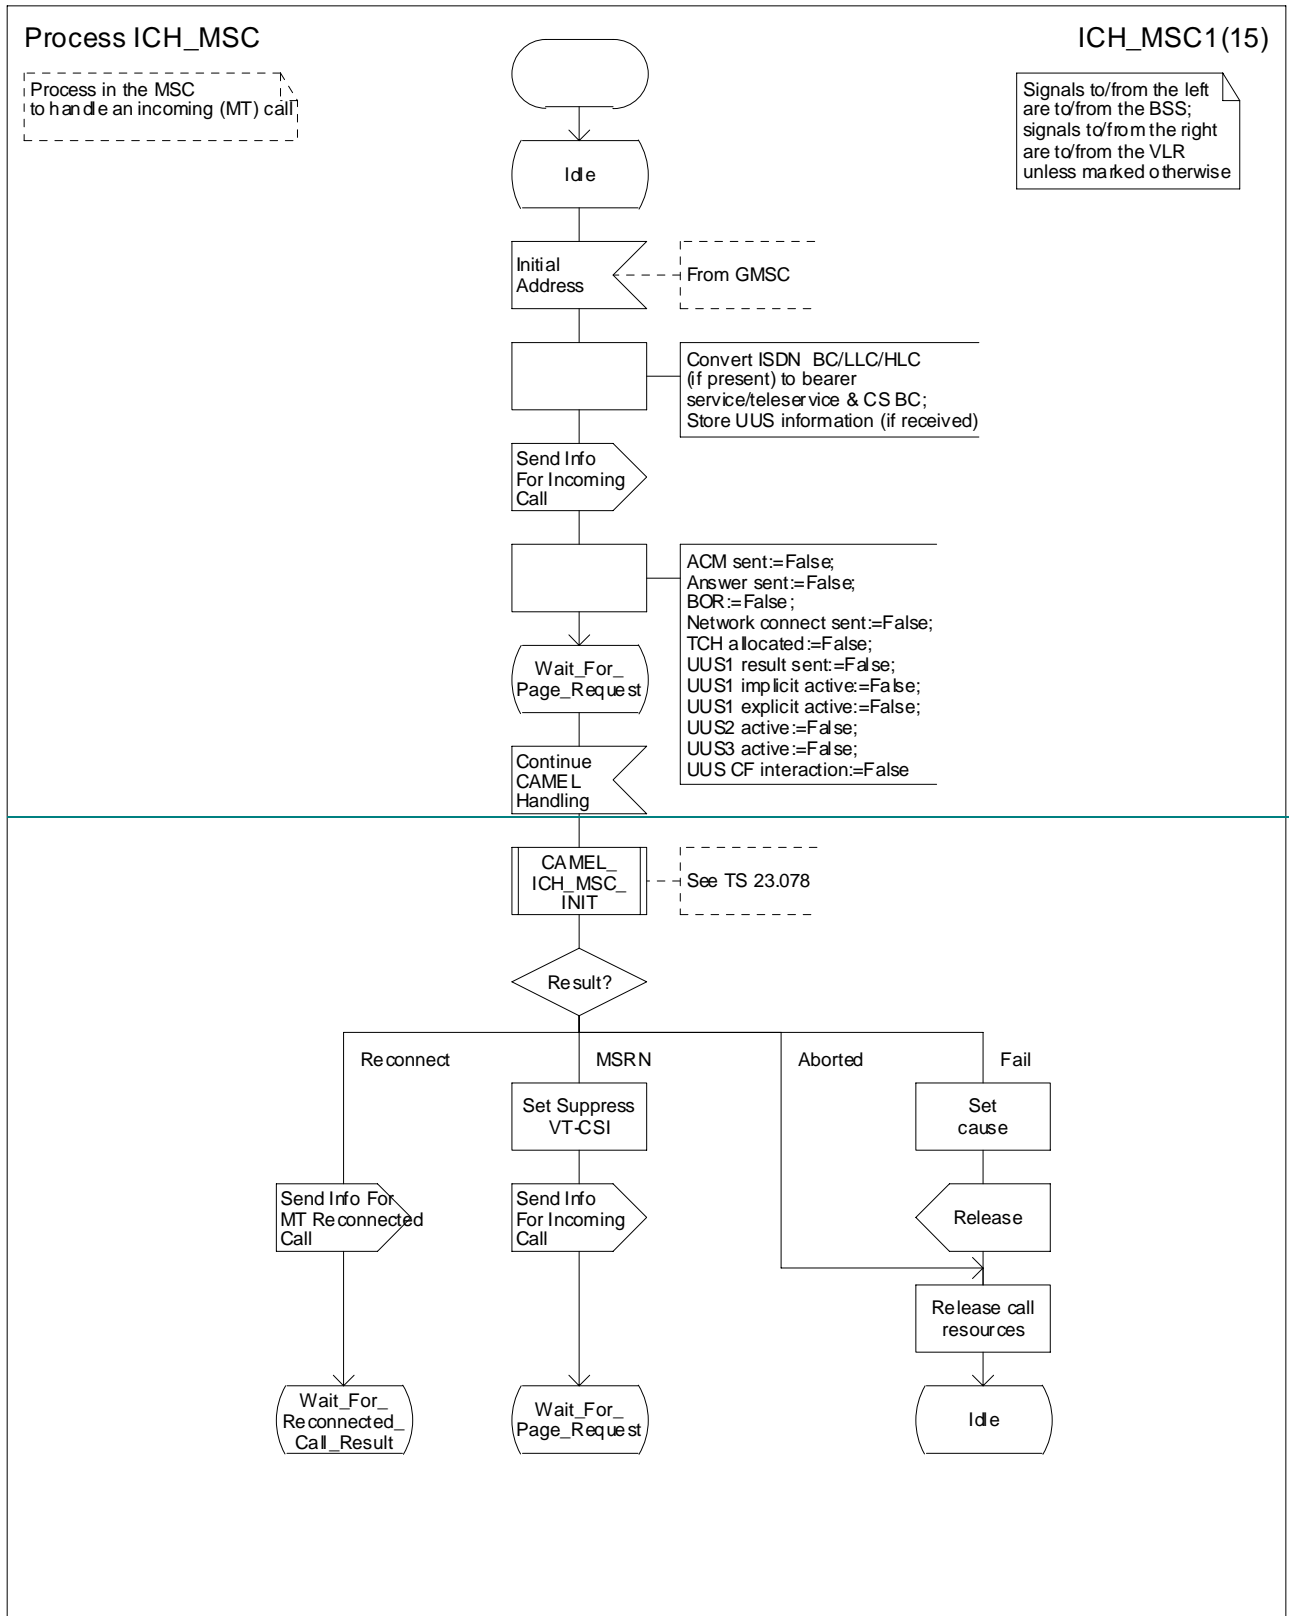 Process ICH_MSC
ICH_MSC1(15)
Process in the MSC
to handle an incoming (MT) call
Signals to/from the left
are to/from the BSS;
signals to/from the right
are to/from the VLR
unless marked otherwise
Idle
Initial
Address
From GMSC
Convert ISDN BC/LLC/HLC
(if present) to bearer
service/teleservice & CS BC;
Store UUS information (if received)
Send Info
For Incoming
Call
ACM sent:=False;
Answer sent:=False;
BOR:=False;
Network connect sent:=False;
TCH allocated:=False;
UUS1 result sent:=False;
UUS1 implicit active:=False;
UUS1 explicit active:=False;
UUS2 active:=False;
UUS3 active:=False;
UUS CF interaction:=False
Wait_For_
Page_Request
Continue
CAMEL
Handling
CAMEL_
ICH_MSC_
INIT
See TS 23.078
Result?
Reconnect
MSRN
Aborted
Fail
Set Suppress
VT-CSI
Set
cause
Send Info For
MT Reconnected
Call
Send Info
For Incoming
Call
Release
Release call
resources
Wait_For_
Reconnected_
Call_Result
Wait_For_
Page_Request
Idle